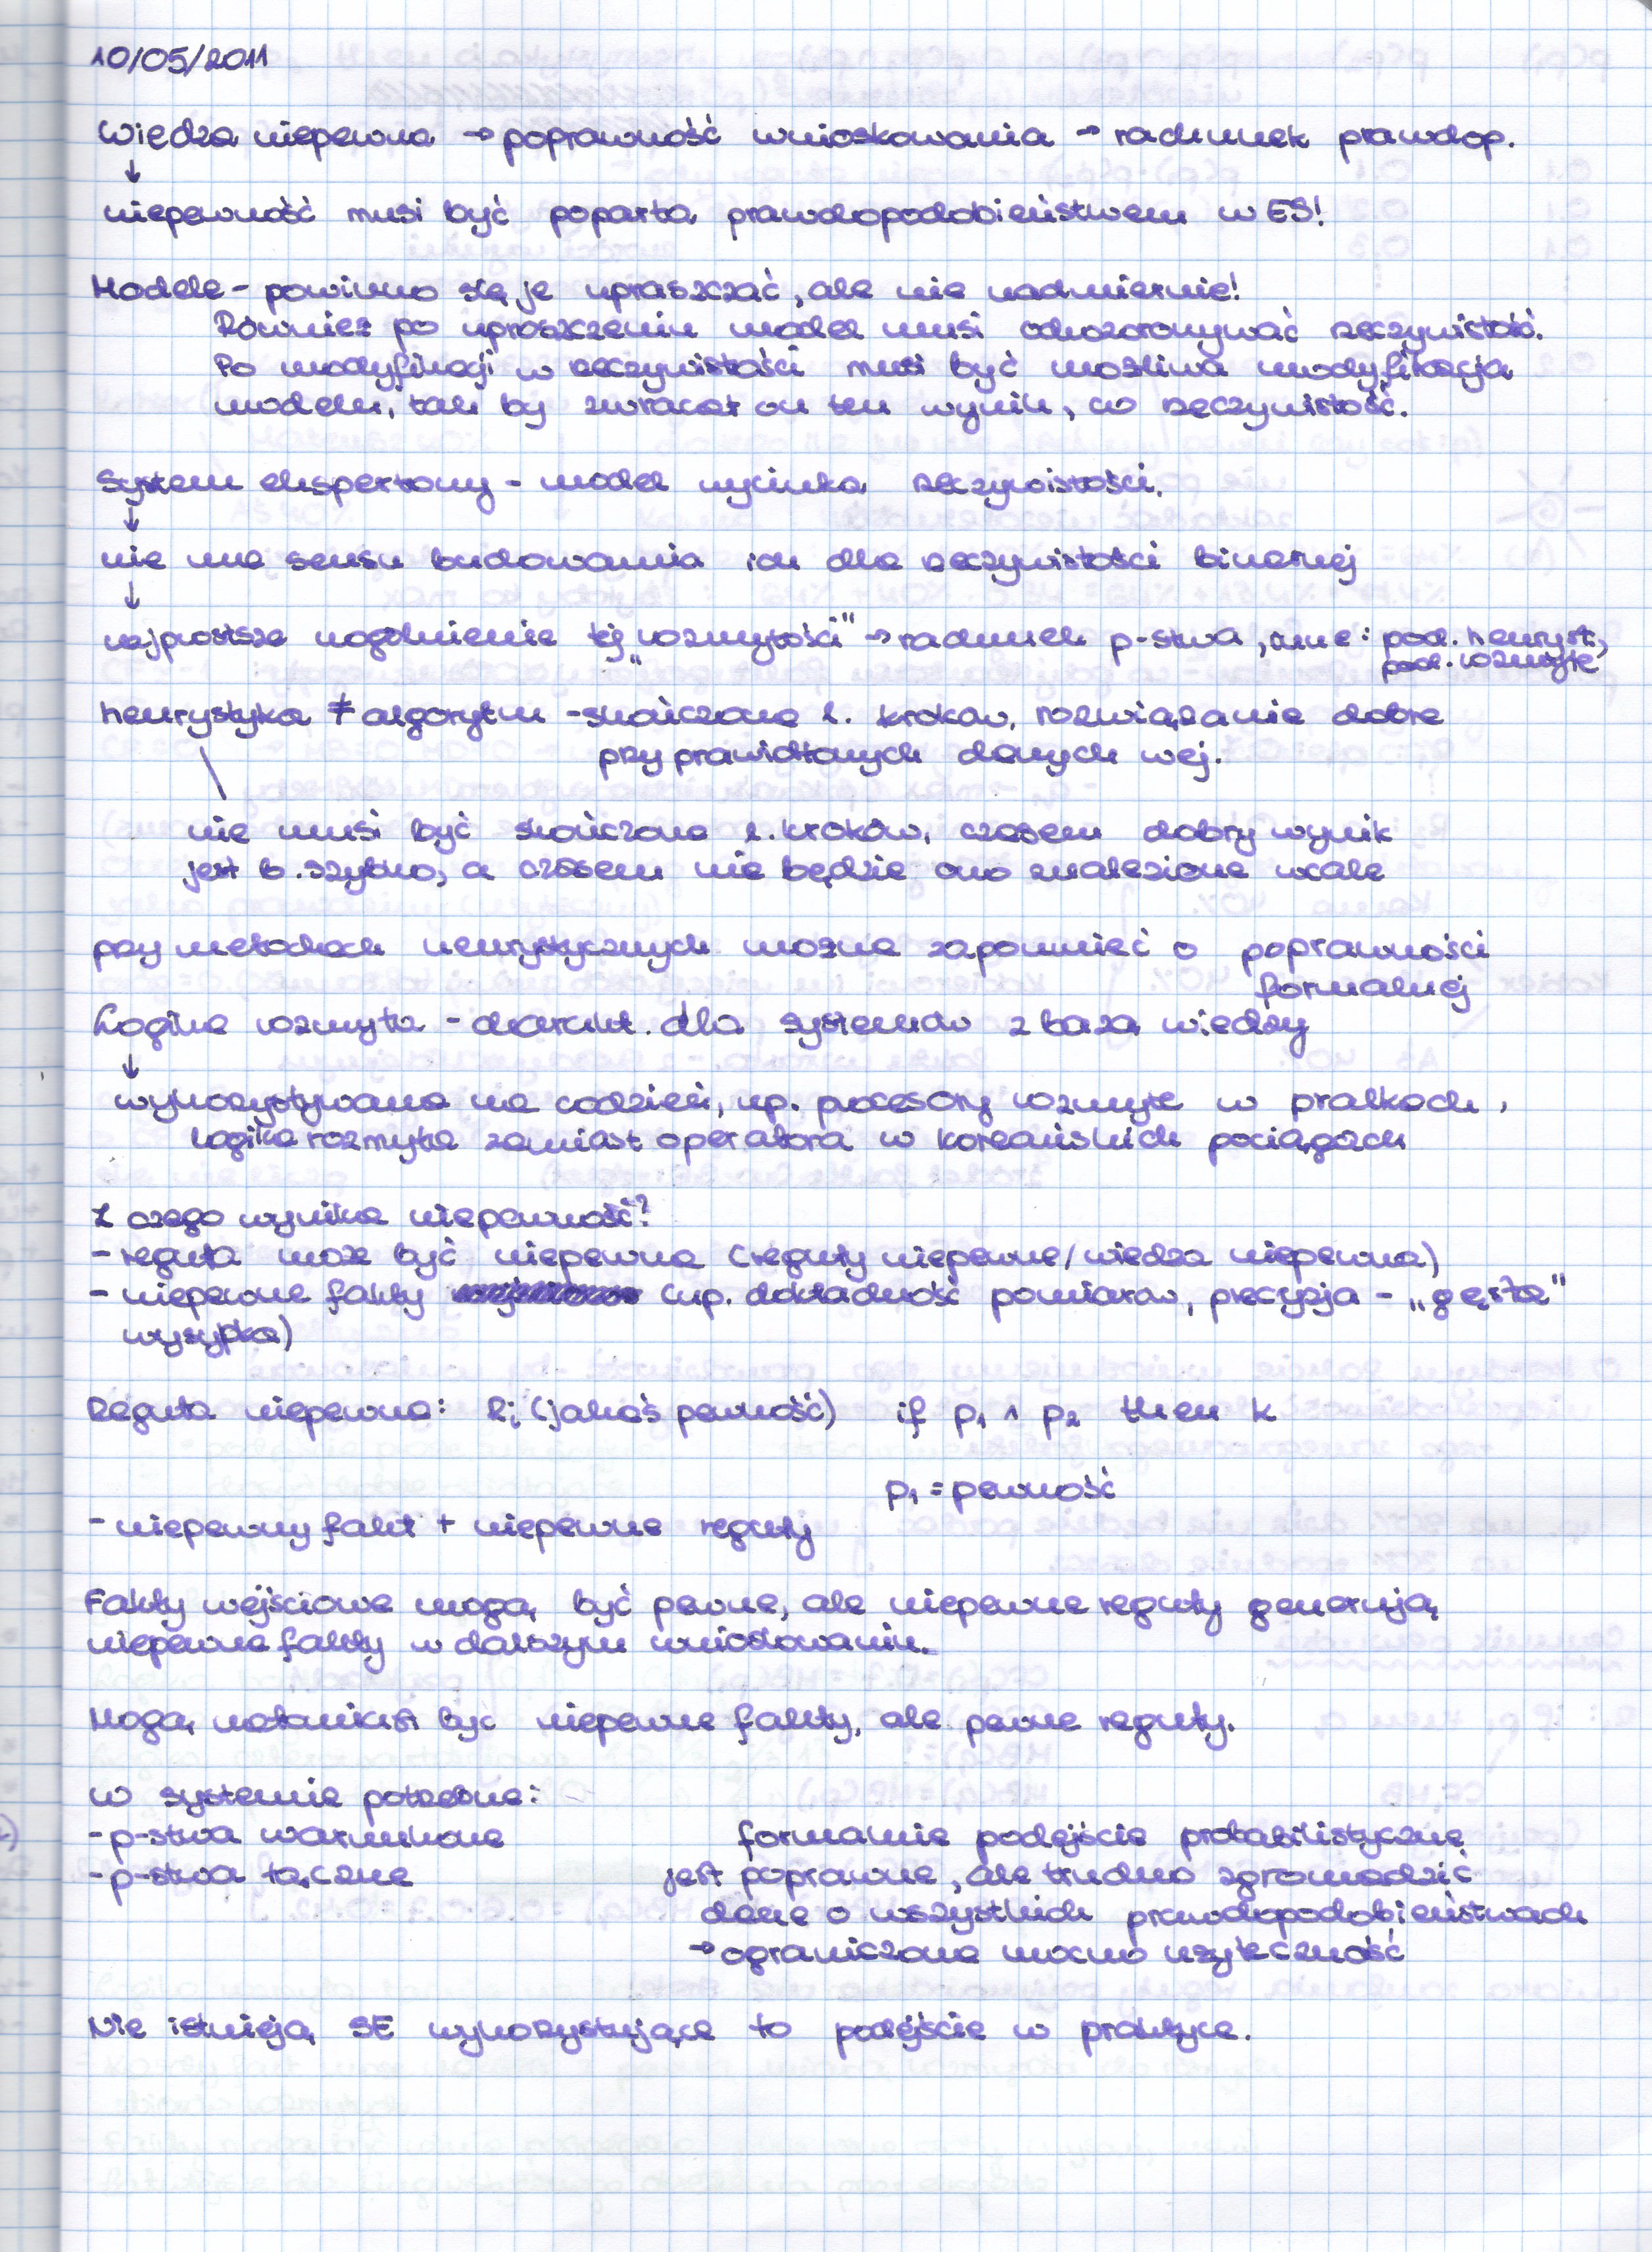 10/05/2011
Wiedza niepewna → poprawność wnioskowania → rachunek prawdop.
↓
niepewność musi być poparta prawdopodobieństwem w ES!
Modele - powinno się je upraszczać, ale nie nadmiernie!
Również po uproszczeniu model musi odwzorowywać rzeczywistość.
Po modyfikacji w rzeczywistości musi być możliwa modyfikacja
modelu, tak by zwracał on ten wynik, co rzeczywistość.
System ekspertowy - model wycinka rzeczywistości.
↓
nie ma sensu budowania ich dla rzeczywistości binarnej
↓
najprostsze uogólnienie tej „rozmytości" → rachunek p-stwa, inne: pod. heuryst.,
pod. rozmyte
heurystyka ≠ algorytm - skończona l. kroków, rozwiązanie dobre
przy prawidłowych danych wej.
nie musi być skończona l. kroków, czasem dobry wynik
jest b. szybko, a czasem nie będzie ono znalezione wcale
przy metodach heurystycznych można zapomnieć o poprawności
formalnej
Logika rozmyta - charakt. dla systemów z bazą wiedzy
↓
wykorzystywana na codzień, np. procesory rozmyte w pralkach,
logika rozmyta zamiast operatora w koreańskich pociągach
Z czego wynika niepewność?
- reguła może być niepewna (reguły niepewne/wiedza niepewna)
- niepewne fakty (np. dokładność pomiarów, precyzja - „gęsta"
wysypka)
Reguła niepewna: Ri (jakaś pewność) if p1 ∧ p2 then k
p1 = pewność
- niepewny fakt + niepewne reguły
Fakty wejściowe mogą być pewne, ale niepewne reguły generują
niepewne fakty w dalszym wnioskowaniu.
Mogą natomiast być niepewne fakty, ale pewne reguły.
W systemie potrzebne:
- p-stwa warunkowe
- p-stwa łączne
formalnie podejście probabilistyczne
jest poprawne, ale trudno zgromadzić
dane o wszystkich prawdopodobieństwach
→ ograniczona mocno użyteczność
Nie istnieją SE wykorzystujące to podejście w praktyce.